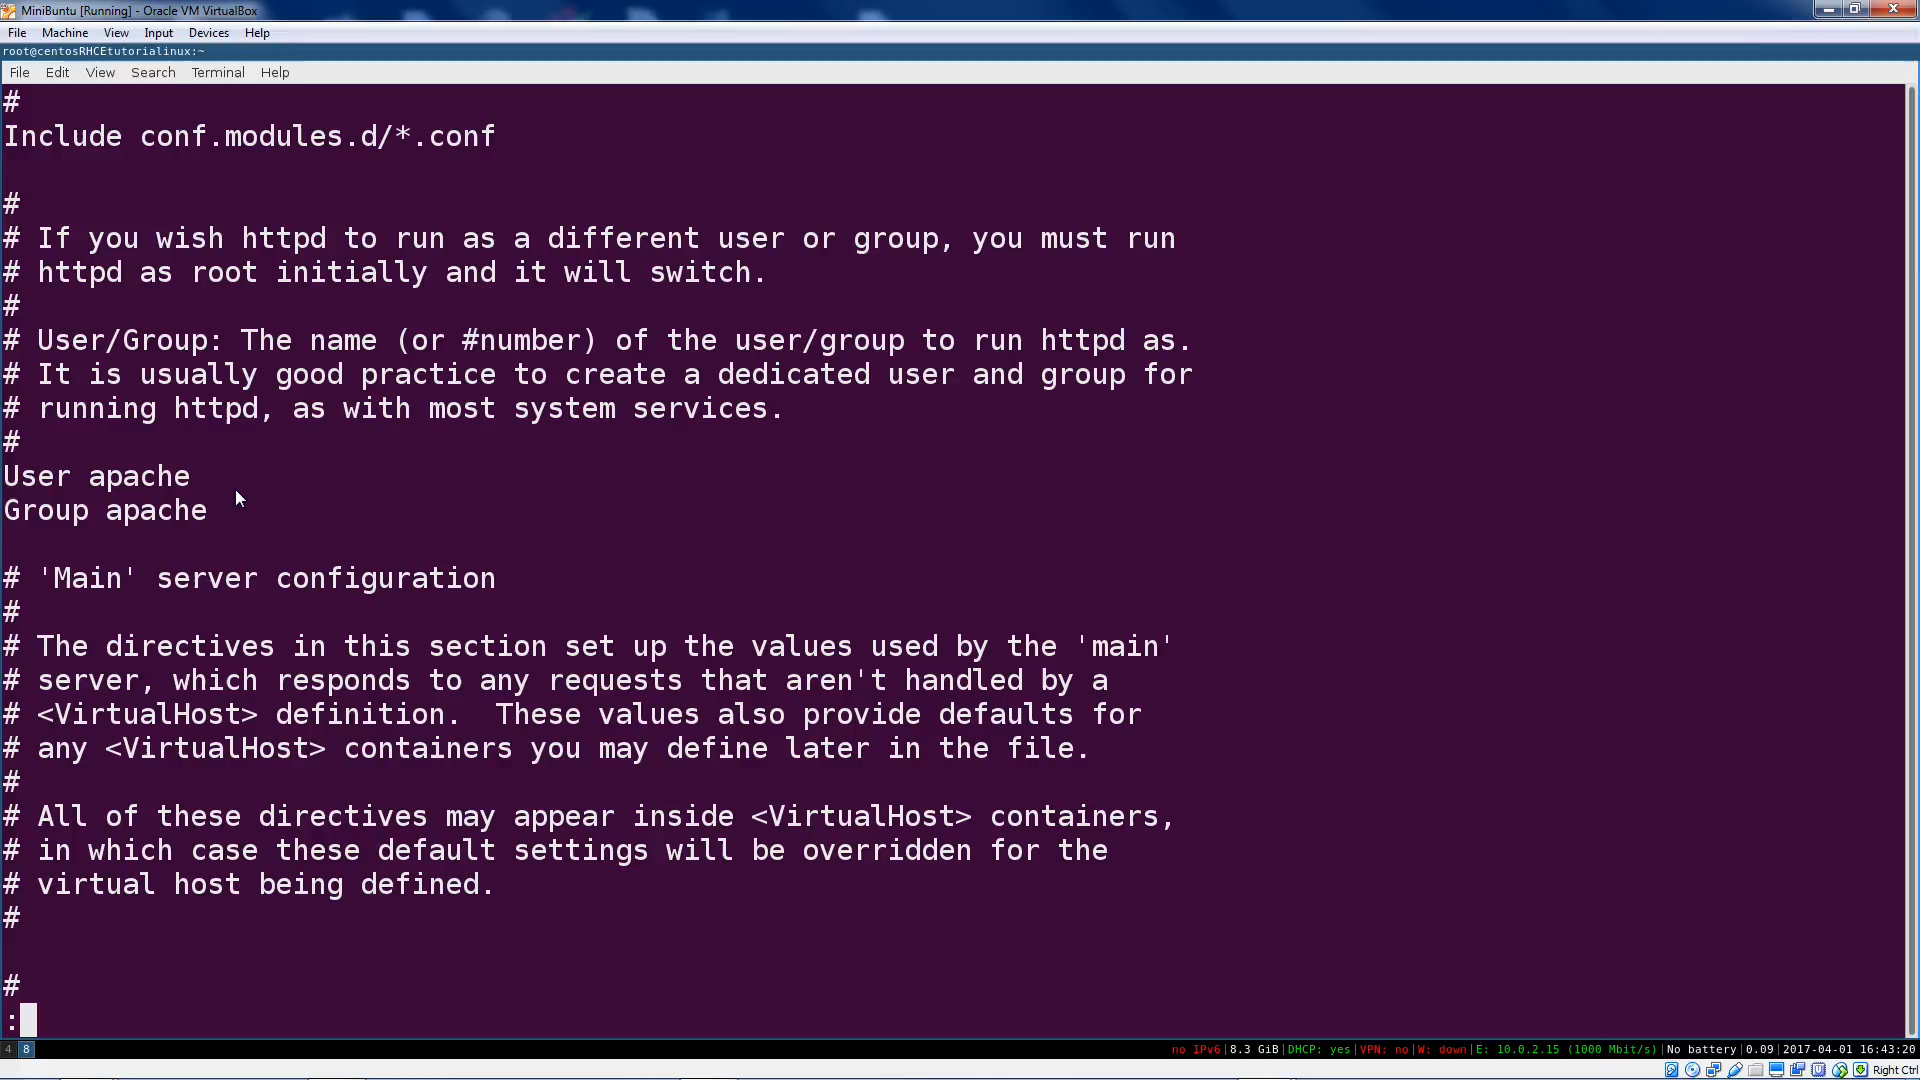 MiniBuntu [Running] - Oracle VM VirtualBox
File Machine View Input Devices Help
root@centosRHCEtutorialinux:~
File Edit View Search Terminal Help
#
Include conf.modules.d/*.conf
#
# If you wish httpd to run as a different user or group, you must run
# httpd as root initially and it will switch.
#
# User/Group: The name (or #number) of the user/group to run httpd as.
# It is usually good practice to create a dedicated user and group for
# running httpd, as with most system services.
#
User apache
Group apache
# 'Main' server configuration
#
# The directives in this section set up the values used by the 'main'
# server, which responds to any requests that aren't handled by a
# <VirtualHost> definition.  These values also provide defaults for
# any <VirtualHost> containers you may define later in the file.
#
# All of these directives may appear inside <VirtualHost> containers,
# in which case these default settings will be overridden for the
# virtual host being defined.
#
#
:
4 8 no IPv6|8.3 GiB|DHCP: yes|VPN: no|W: down|E: 10.0.2.15 (1000 Mbit/s)|No battery|0.09|2017-04-01 16:43:20
Right Ctrl